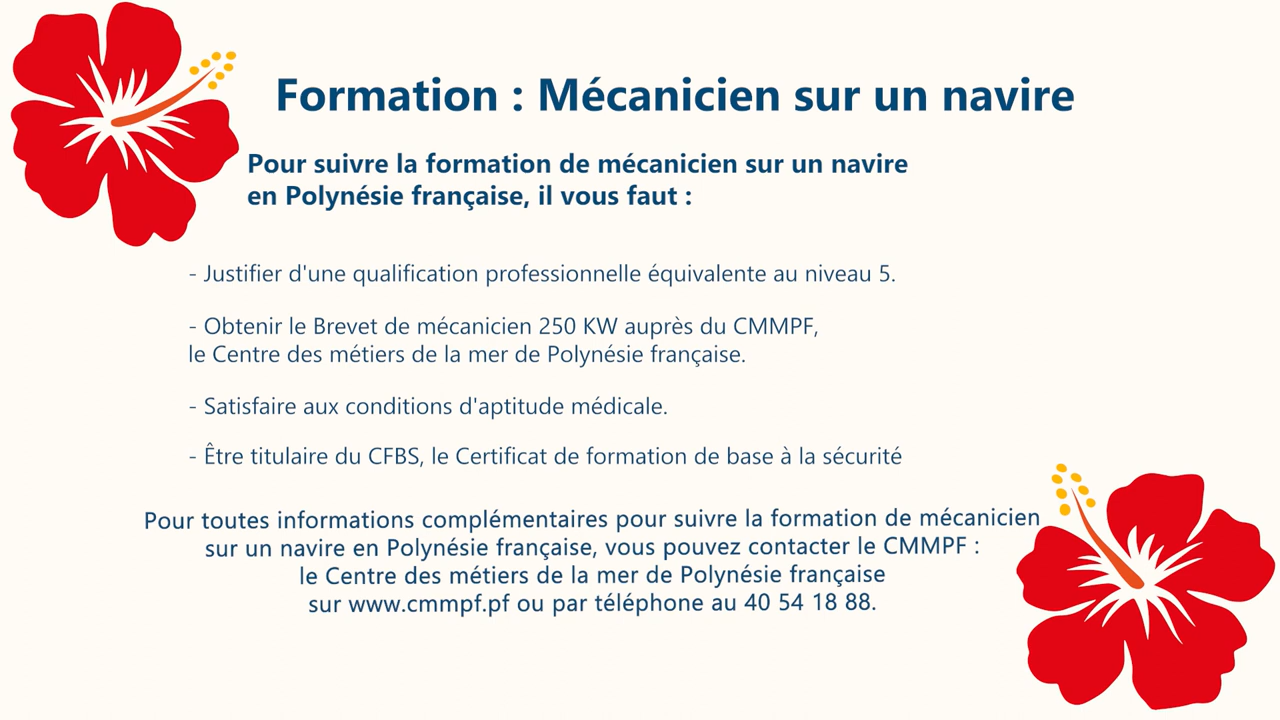 Formation : Mécanicien sur un navire
Pour suivre la formation de mécanicien sur un navire
en Polynésie française, il vous faut :
- Justifier d'une qualification professionnelle équivalente au niveau 5.
- Obtenir le Brevet de mécanicien 250 KW auprès du CMMPF,
le Centre des métiers de la mer de Polynésie française.
- Satisfaire aux conditions d'aptitude médicale.
- Être titulaire du CFBS, le Certificat de formation de base à la sécurité
Pour toutes informations complémentaires pour suivre la formation de mécanicien
sur un navire en Polynésie française, vous pouvez contacter le CMMPF :
le Centre des métiers de la mer de Polynésie française
sur www.cmmpf.pf ou par téléphone au 40 54 18 88.